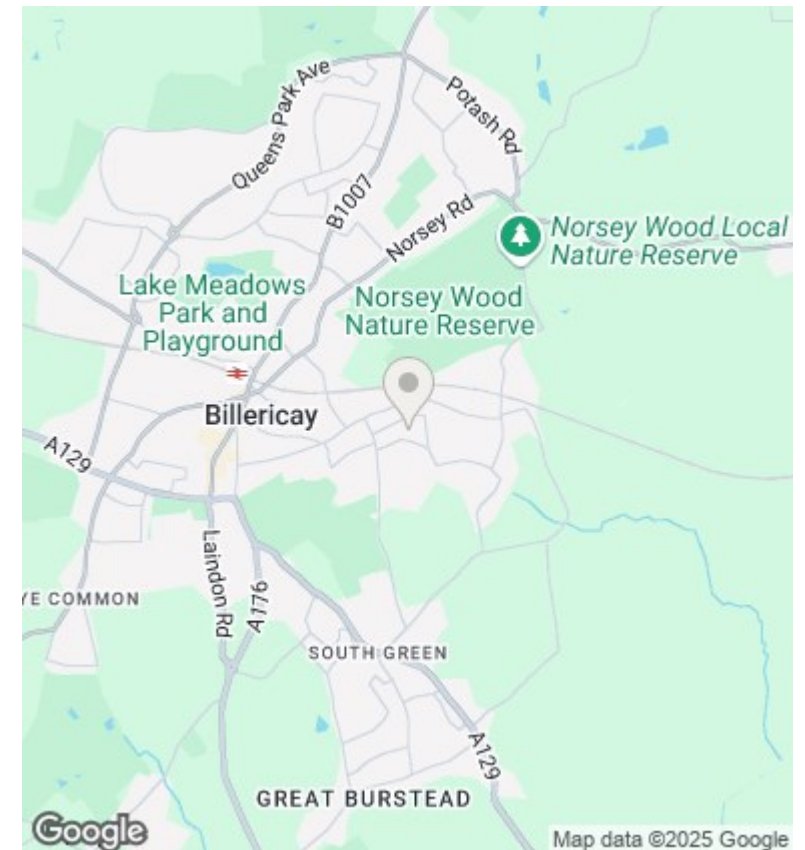 Queens Park Ave
Potash Rd
B1007
Norsey Rd
Norsey Wood Local
Nature Reserve
Lake Meadows
Park and
Playground
Norsey Wood
Nature Reserve
Billericay
A129
Laindon Rd
A176
YE COMMON
SOUTH GREEN
A129
GREAT BURSTEAD
Google
Map data ©2025 Google